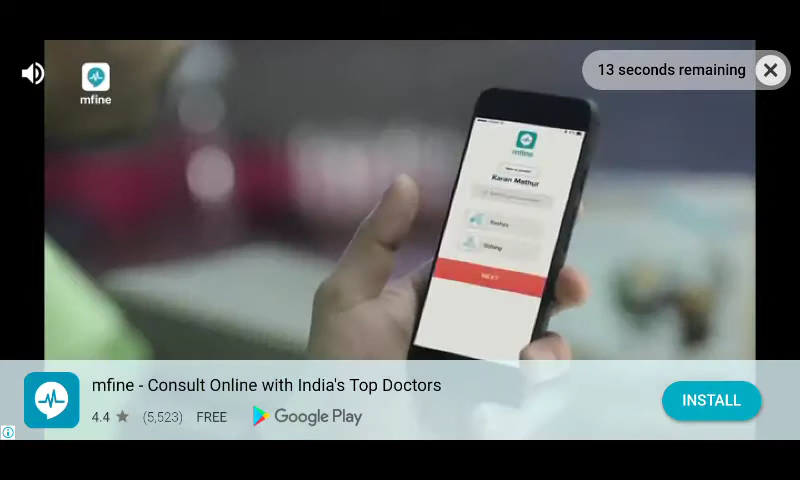 13 seconds remaining
mfine
mfine
Karan Mathur
NEXT
mfine - Consult Online with India's Top Doctors
4.4 ★ (5,523) FREE Google Play
INSTALL